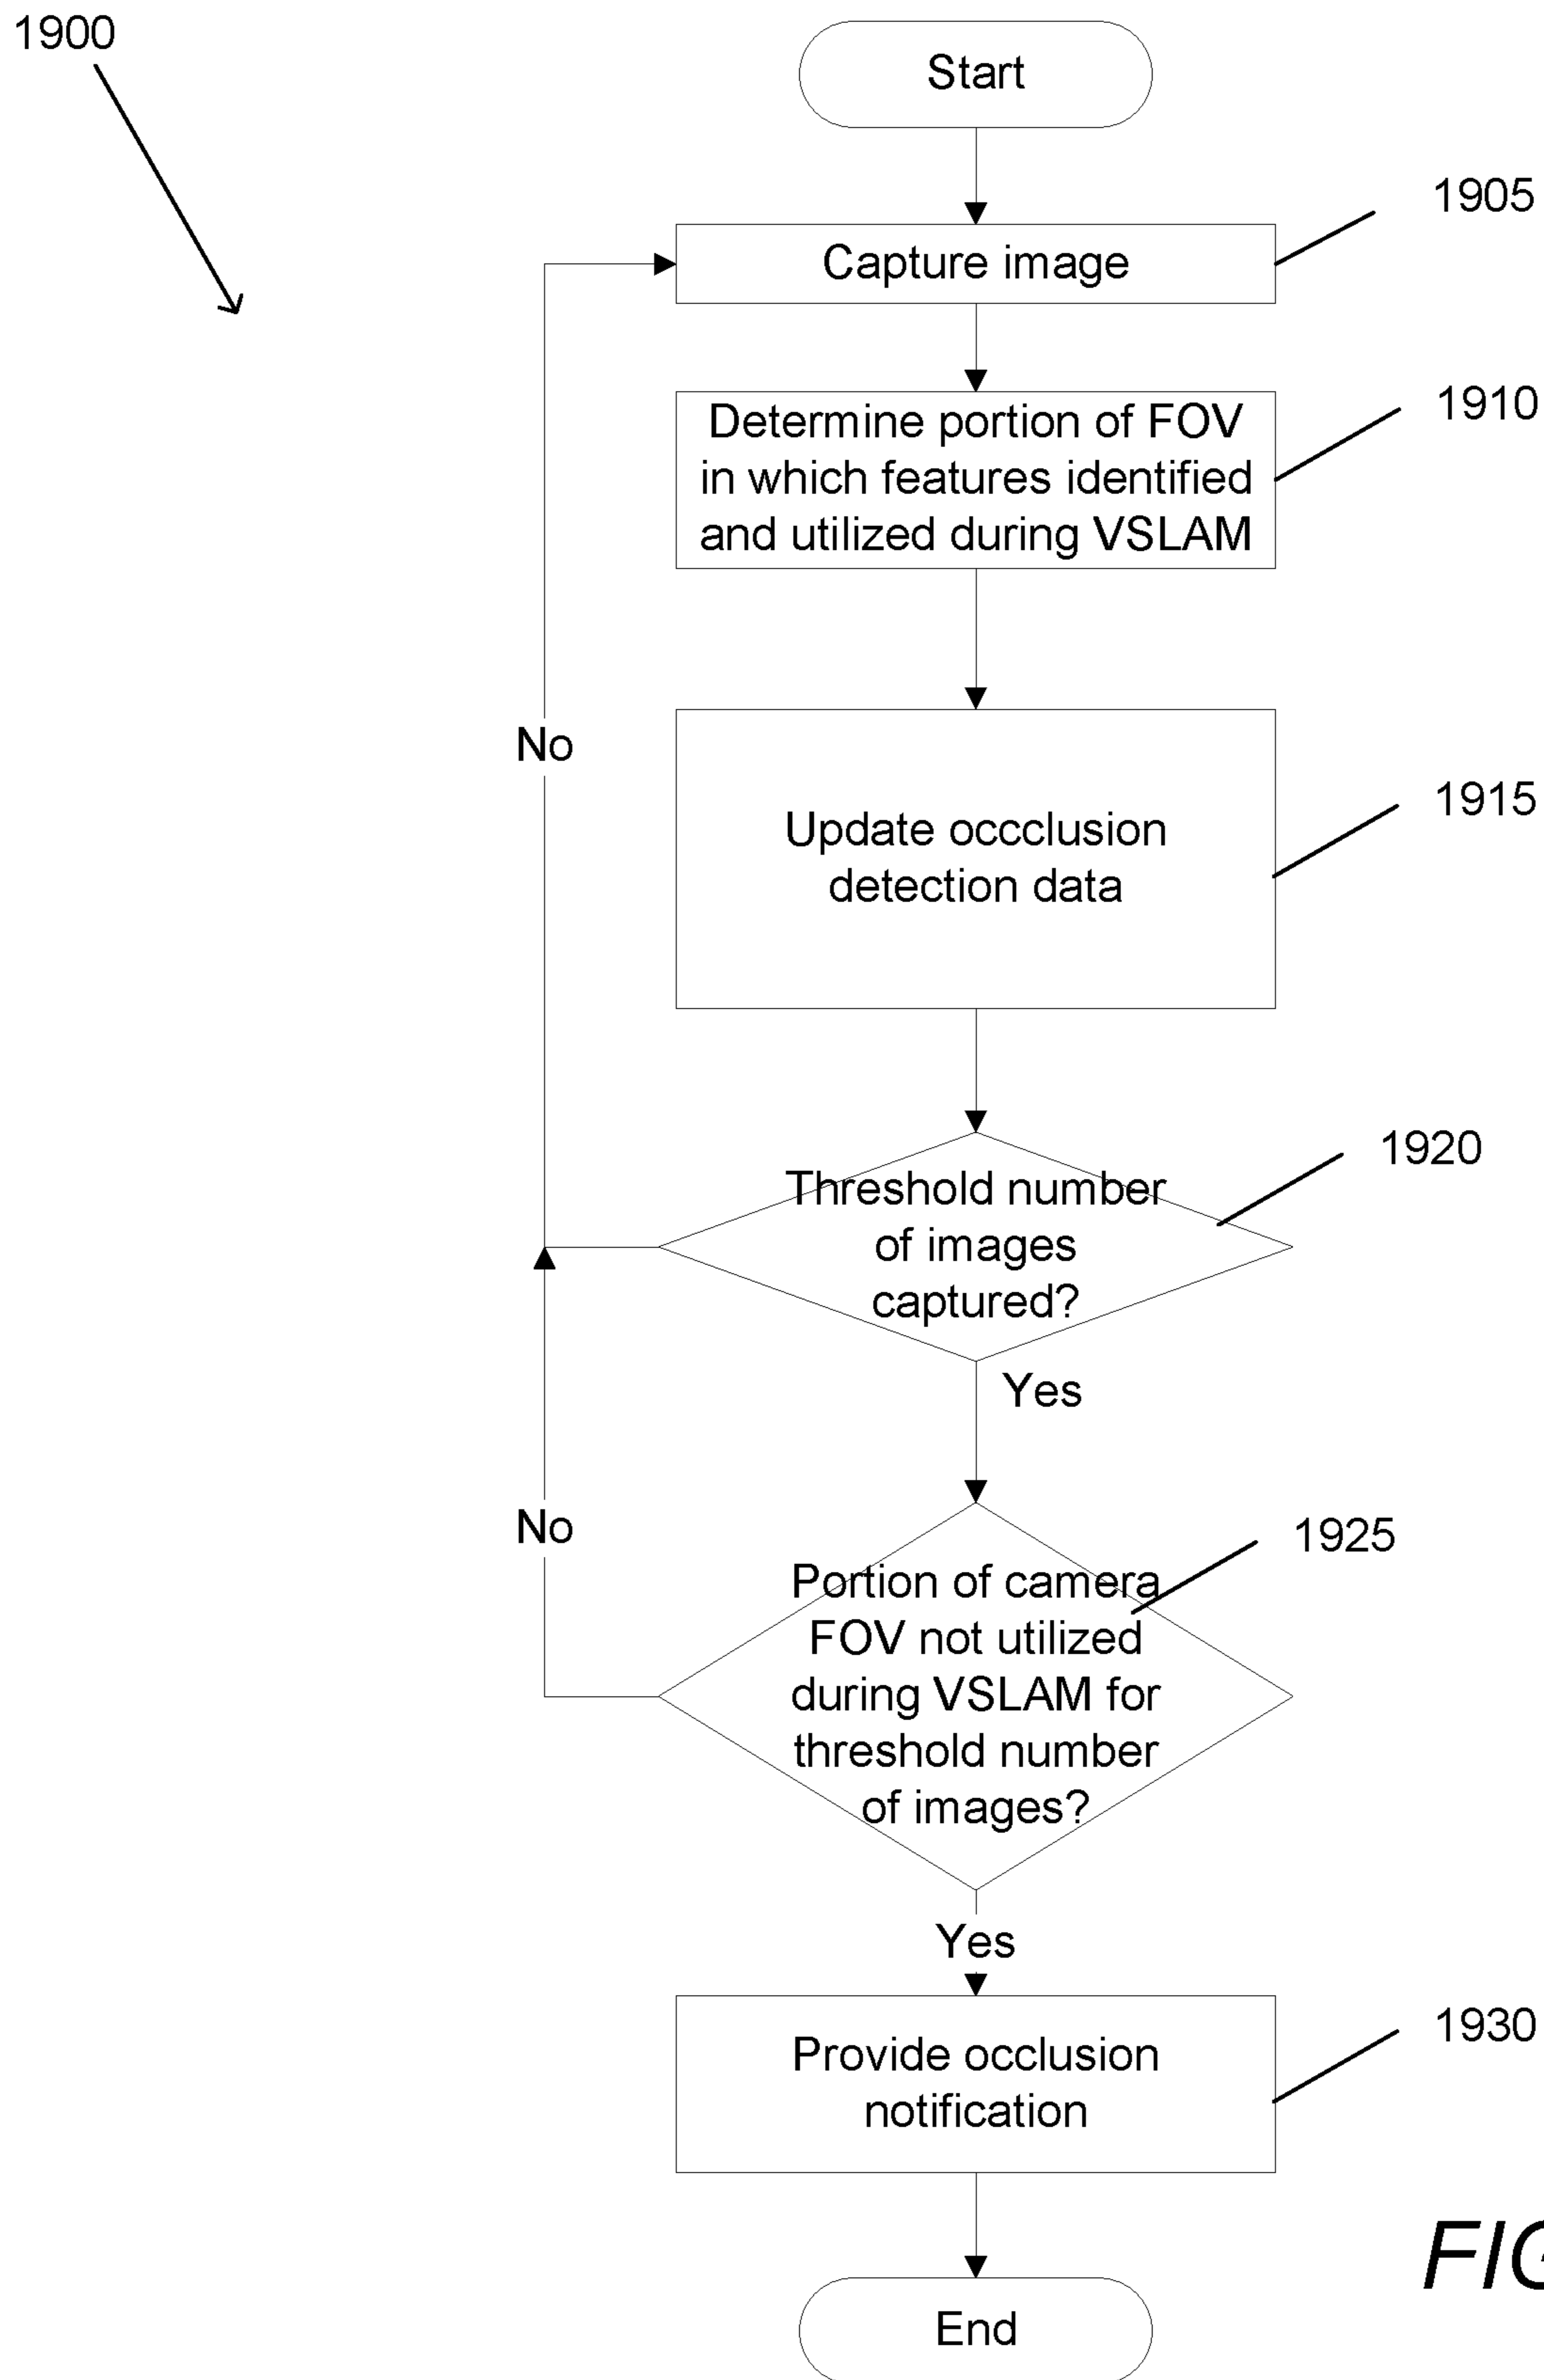 1900
Start
1905
Capture image
1910
Determine portion of FOV
in which features identified
and utilized during VSLAM
No
1915
Update occclusion
detection data
1920
Threshold number
of images
captured?
Yes
No
1925
Portion of camera
FOV not utilized
during VSLAM for
threshold number
of images?
Yes
1930
Provide occlusion
notification
End